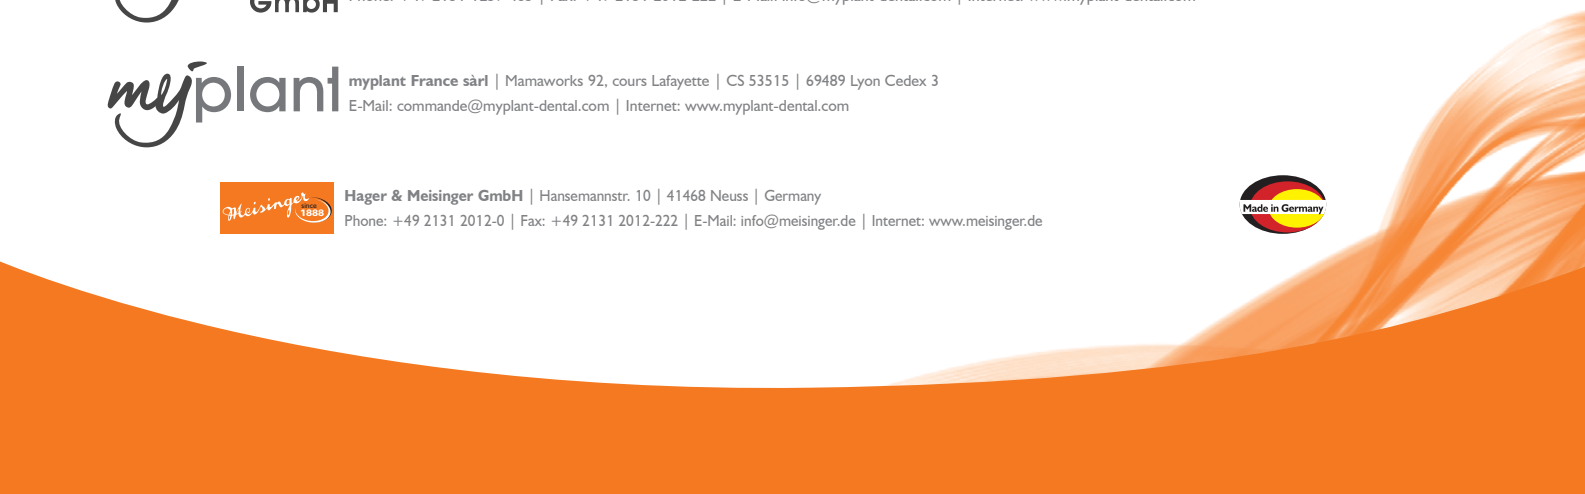 GmbH
myplant
myplant France sàrl | Mamaworks 92, cours Lafayette | CS 53515 | 69489 Lyon Cedex 3
E-Mail: commande@myplant-dental.com | Internet: www.myplant-dental.com
Meisinger since 1888
Hager & Meisinger GmbH | Hansemannstr. 10 | 41468 Neuss | Germany
Phone: +49 2131 2012-0 | Fax: +49 2131 2012-222 | E-Mail: info@meisinger.de | Internet: www.meisinger.de
Made in Germany